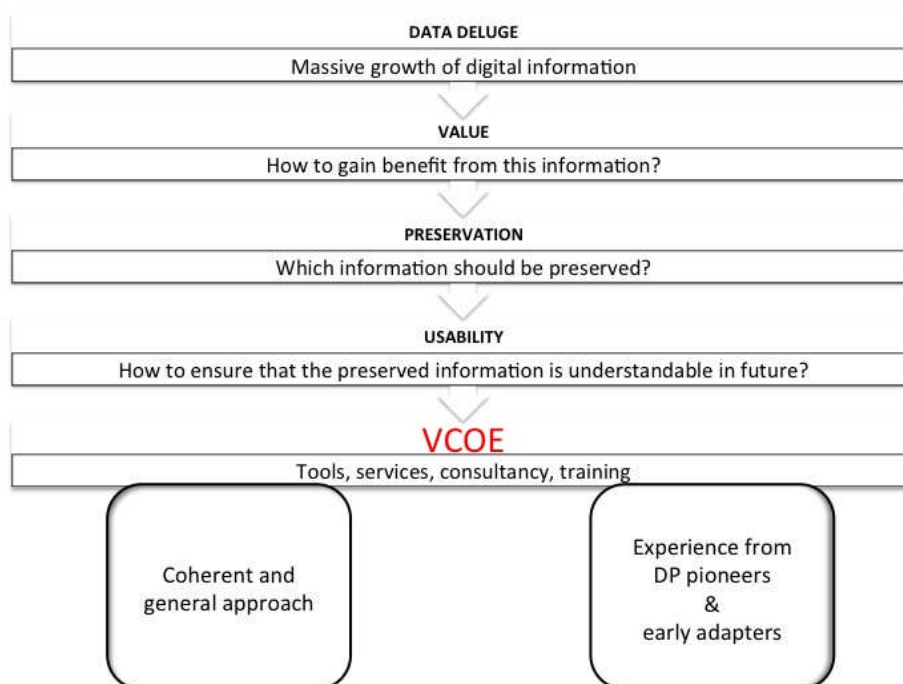 DATA DELUGE
Massive growth of digital information
VALUE
How to gain benefit from this information?
PRESERVATION
Which information should be preserved?
USABILITY
How to ensure that the preserved information is understandable in future?
VCOE
Tools, services, consultancy, training
Coherent and
general approach
Experience from
DP pioneers
&
early adapters